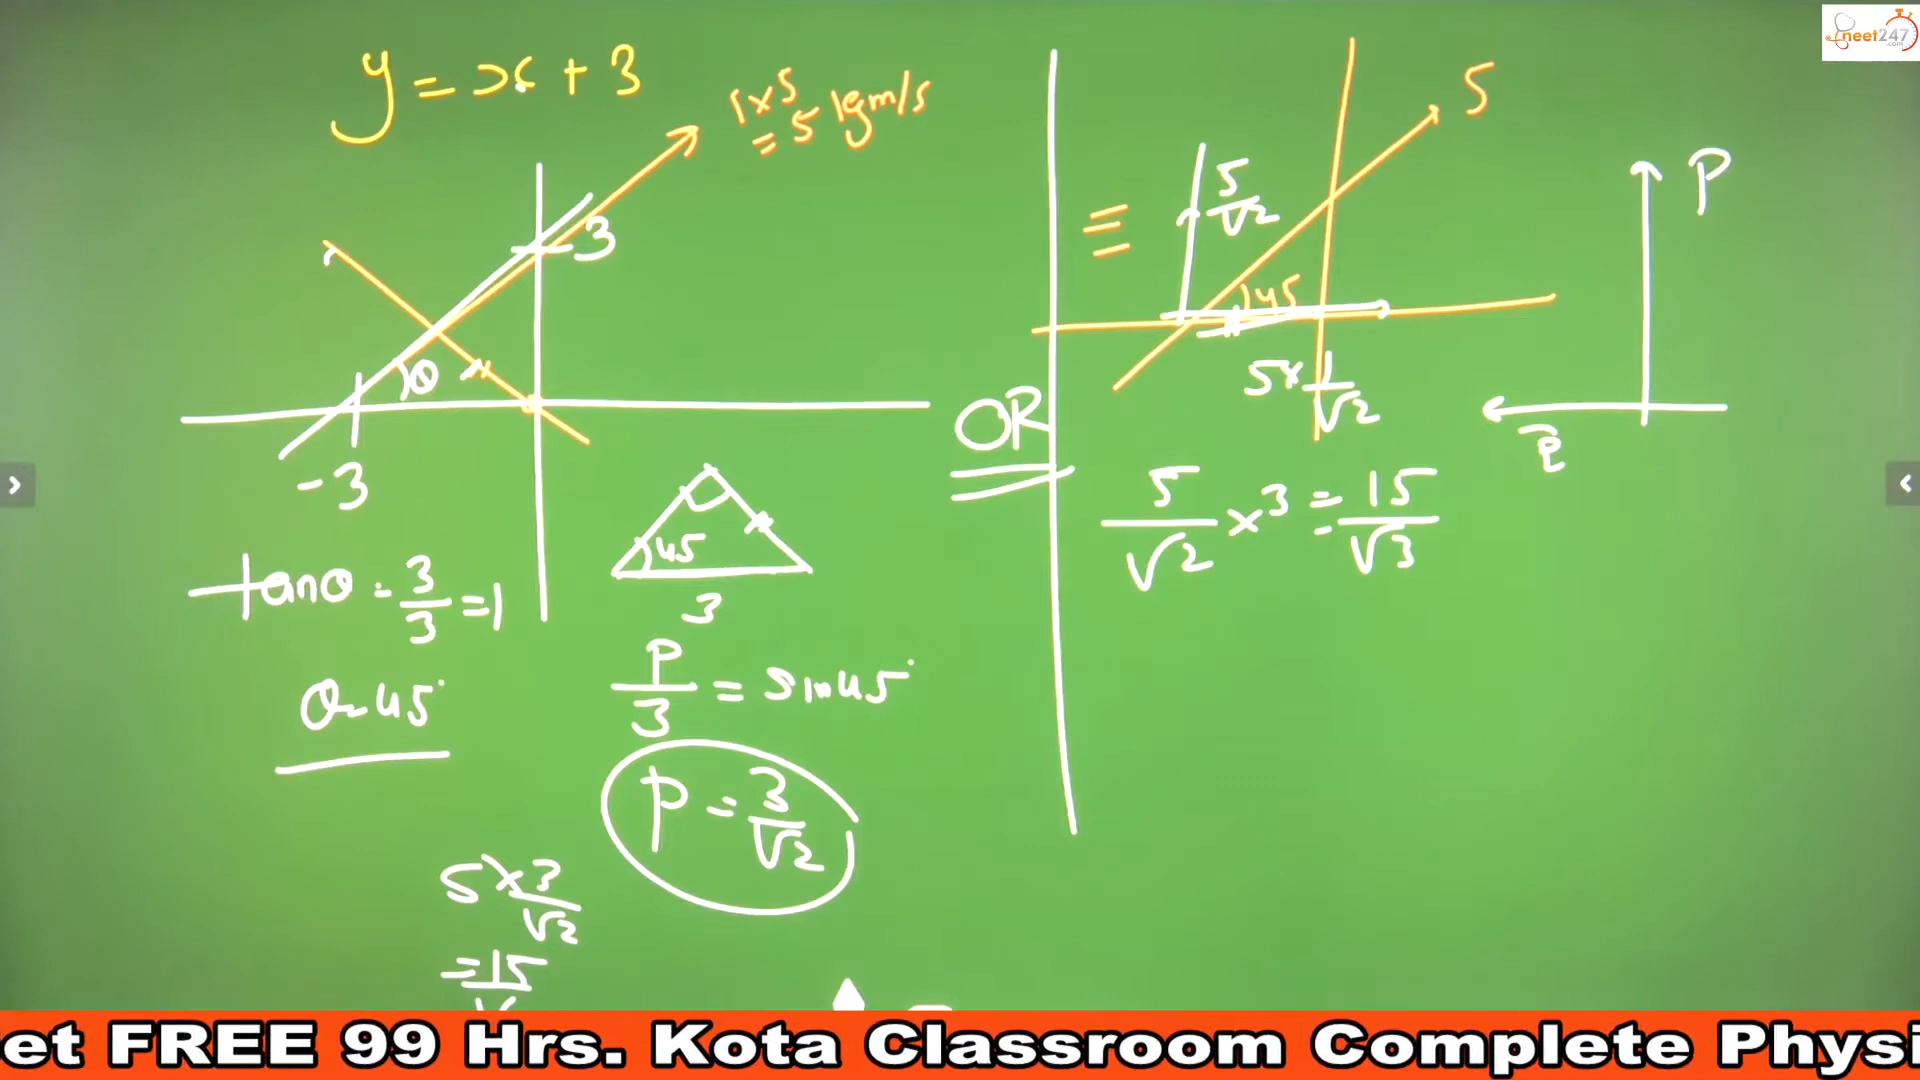 neet247
.com
y = x + 3
1 × 5
= 5 kgm/s
3
θ
-3
tanθ = 3/3 = 1
θ = 45°
45
3
P/3 = sin45°
P = 3/√2
5 × 3/√2
= 15
OR
≡
5
5/√2
45
5 × 1/√2
5/√2 × 3 = 15/√3
P
et FREE 99 Hrs. Kota Classroom Complete Physi